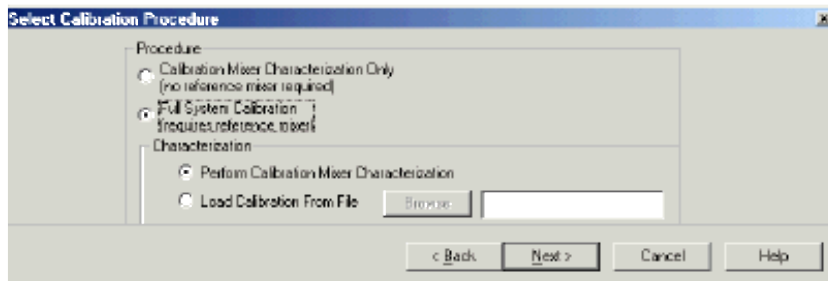 Select Calibration Procedure
Procedure
Calibration Mixer Characterization Only
(no reference mixer required)
Full System Calibration
(requires reference mixer)
Characterization
Perform Calibration Mixer Characterization
Load Calibration From File
Browse
< Back
Next >
Cancel
Help